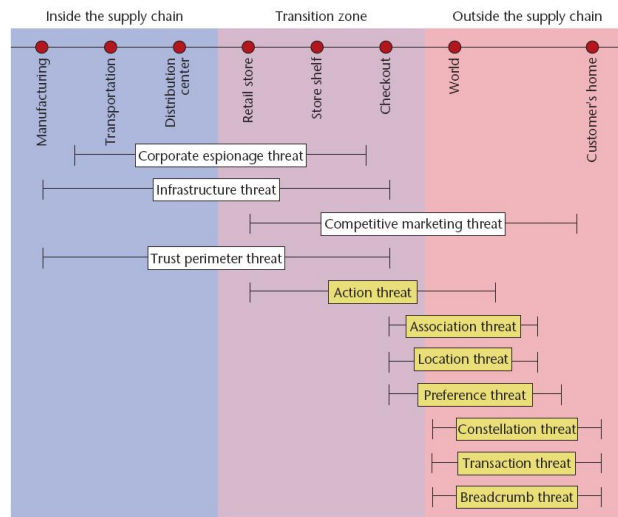 Inside the supply chain
Transition zone
Outside the supply chain
Manufacturing
Transportation
Distribution
center
Retail store
Store shelf
Checkout
World
Customer's home
Corporate espionage threat
Infrastructure threat
Competitive marketing threat
Trust perimeter threat
Action threat
Association threat
Location threat
Preference threat
Constellation threat
Transaction threat
Breadcrumb threat